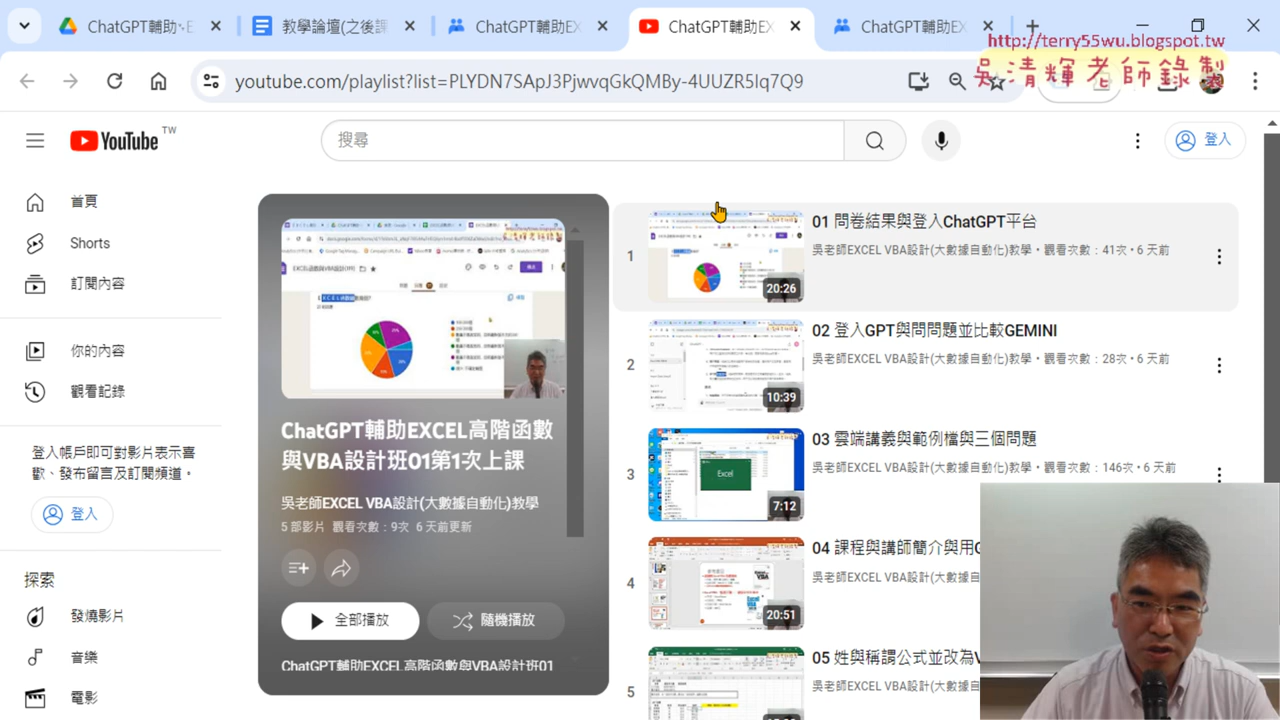 ChatGPT輔助、E
教學論壇(之後課
ChatGPT輔助EX
ChatGPT輔助EX
ChatGPT輔助EX
http://terry55wu.blogspot.tw
吳清輝老師錄製
youtube.com/playlist?list=PLYDN7SApJ3PjwvqGkQMBy-4UUZR5lq7Q9
YouTube TW
搜尋
登入
首頁
Shorts
訂閱內容
你的內容
觀看記錄
登入帳戶即可對影片表示喜
歡、發布留言及訂閱頻道。
登入
探索
發燒影片
音樂
電影
ChatGPT輔助EXCEL高階函數
與VBA設計班01第1次上課
吳老師EXCEL VBA設計(大數據自動化)教學
5 部影片 觀看次數：9次 6 天前更新
全部播放
隨機播放
ChatGPT輔助EXCEL高階函數與VBA設計班01
1
20:26
01 問卷結果與登入ChatGPT平台
吳老師EXCEL VBA設計(大數據自動化)教學 • 觀看次數：41次 • 6 天前
2
10:39
02 登入GPT與問問題並比較GEMINI
吳老師EXCEL VBA設計(大數據自動化)教學 • 觀看次數：28次 • 6 天前
3
Excel
7:12
03 雲端講義與範例檔與三個問題
吳老師EXCEL VBA設計(大數據自動化)教學 • 觀看次數：146次 • 6 天前
4
20:51
04 課程與講師簡介與用
吳老師EXCEL VBA設計(大數據自
5
05 姓與稱謂公式並改為V
吳老師EXCEL VBA設計(大數據自